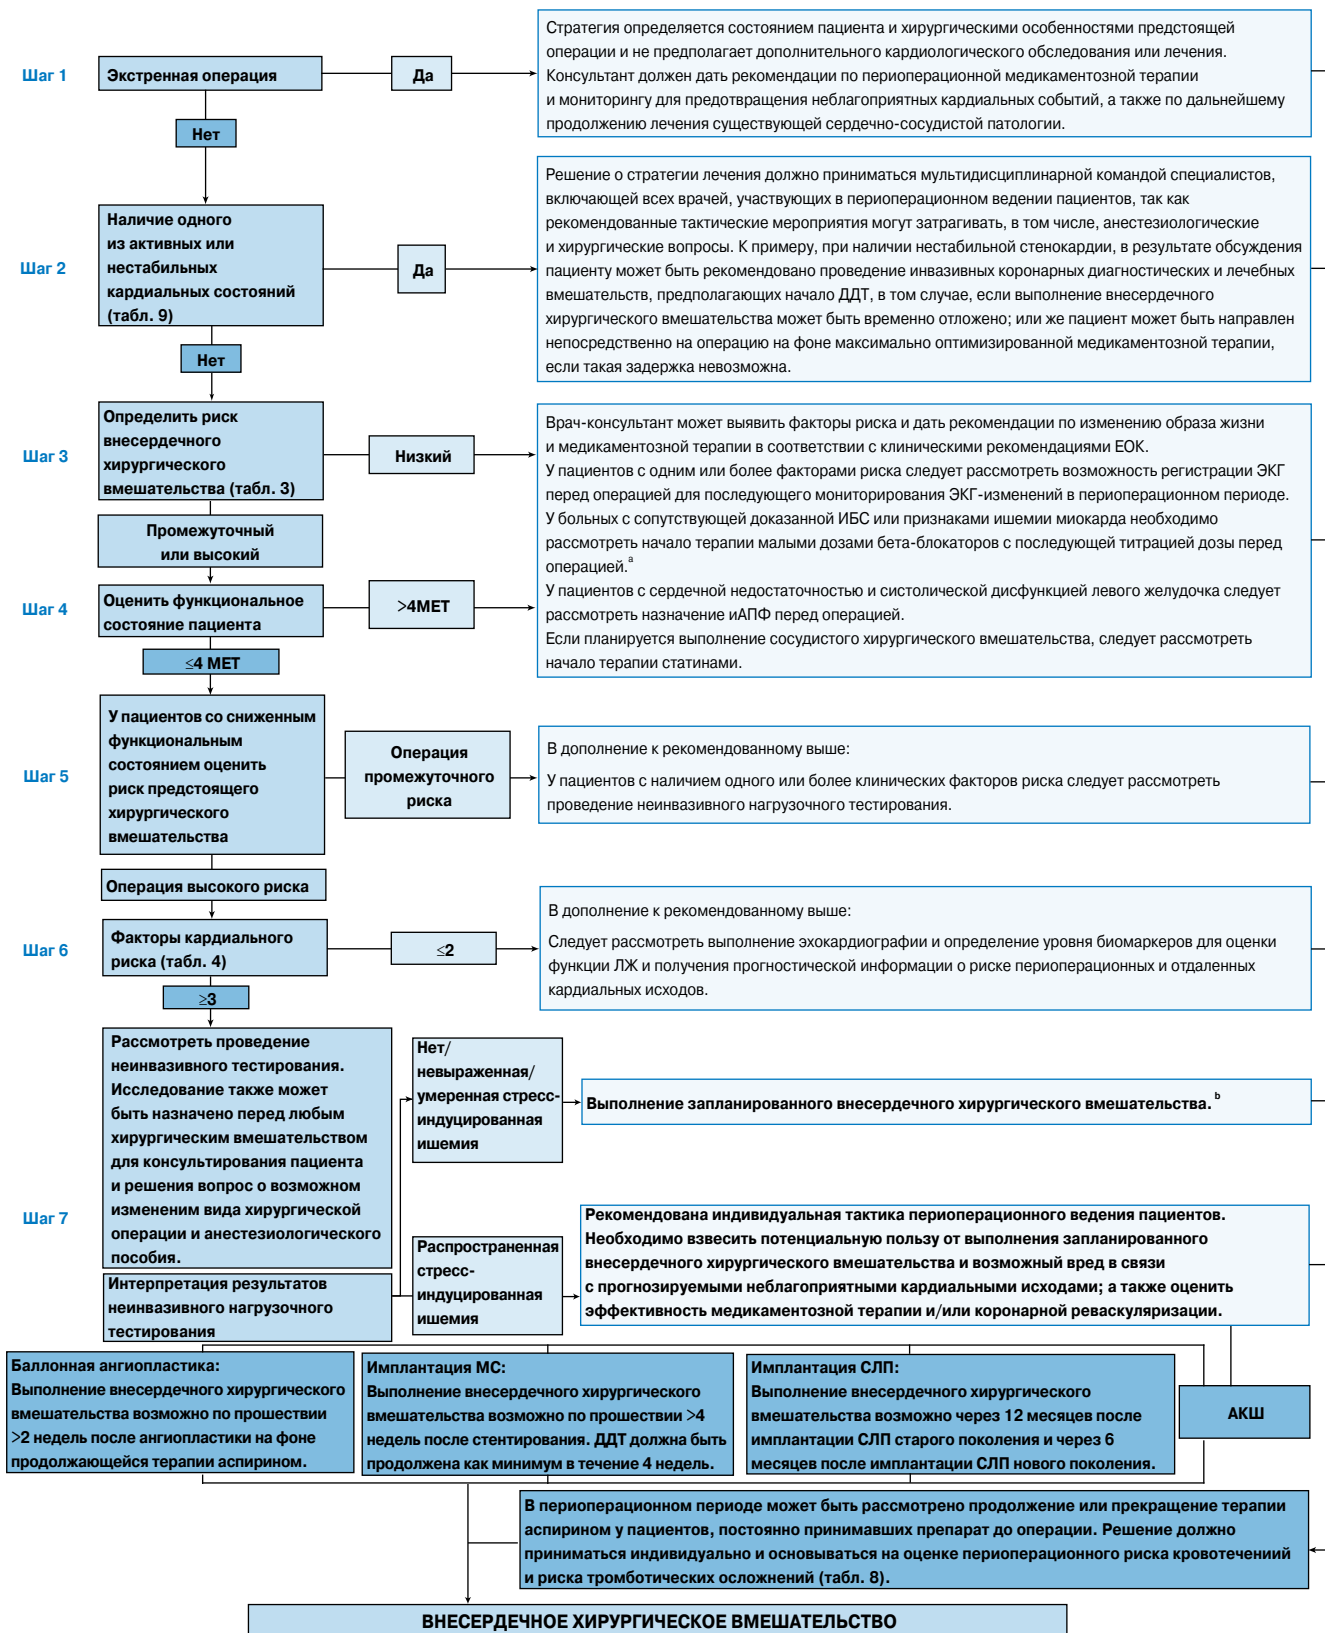 Шаг 1
Экстренная операция
Да
Стратегия определяется состоянием пациента и хирургическими особенностями предстоящей
операции и не предполагает дополнительного кардиологического обследования или лечения.
Консультант должен дать рекомендации по периоперационной медикаментозной терапии
и мониторингу для предотвращения неблагоприятных кардиальных событий, а также по дальнейшему
продолжению лечения существующей сердечно-сосудистой патологии.
Нет
Шаг 2
Наличие одного
из активных или
нестабильных
кардиальных состояний
(табл. 9)
Да
Решение о стратегии лечения должно приниматься мультидисциплинарной командой специалистов,
включающей всех врачей, участвующих в периоперационном ведении пациентов, так как
рекомендованные тактические мероприятия могут затрагивать, в том числе, анестезиологические
и хирургические вопросы. К примеру, при наличии нестабильной стенокардии, в результате обсуждения
пациенту может быть рекомендовано проведение инвазивных коронарных диагностических и лечебных
вмешательств, предполагающих начало ДДТ, в том случае, если выполнение внесердечного
хирургического вмешательства может быть временно отложено; или же пациент может быть направлен
непосредственно на операцию на фоне максимально оптимизированной медикаментозной терапии,
если такая задержка невозможна.
Нет
Шаг 3
Определить риск
внесердечного
хирургического
вмешательства (табл. 3)
Низкий
Врач-консультант может выявить факторы риска и дать рекомендации по изменению образа жизни
и медикаментозной терапии в соответствии с клиническими рекомендациями ЕОК.
У пациентов с одним или более факторами риска следует рассмотреть возможность регистрации ЭКГ
перед операцией для последующего мониторирования ЭКГ-изменений в периоперационном периоде.
У больных с сопутствующей доказанной ИБС или признаками ишемии миокарда необходимо
рассмотреть начало терапии малыми дозами бета-блокаторов с последующей титрацией дозы перед
операцией.a
У пациентов с сердечной недостаточностью и систолической дисфункцией левого желудочка следует
рассмотреть назначение иАПФ перед операцией.
Если планируется выполнение сосудистого хирургического вмешательства, следует рассмотреть
начало терапии статинами.
Промежуточный
или высокий
Шаг 4
Оценить функциональное
состояние пациента
>4МЕТ
≤4 МЕТ
Шаг 5
У пациентов со сниженным
функциональным
состоянием оценить
риск предстоящего
хирургического
вмешательства
Операция
промежуточного
риска
В дополнение к рекомендованному выше:
У пациентов с наличием одного или более клинических факторов риска следует рассмотреть
проведение неинвазивного нагрузочного тестирования.
Операция высокого риска
Шаг 6
Факторы кардиального
риска (табл. 4)
≤2
В дополнение к рекомендованному выше:
Следует рассмотреть выполнение эхокардиографии и определение уровня биомаркеров для оценки
функции ЛЖ и получения прогностической информации о риске периоперационных и отдаленных
кардиальных исходов.
≥3
Шаг 7
Рассмотреть проведение
неинвазивного тестирования.
Исследование также может
быть назначено перед любым
хирургическим вмешательством
для консультирования пациента
и решения вопрос о возможном
измененим вида хирургической
операции и анестезиологического
пособия.
Интерпретация результатов
неинвазивного нагрузочного
тестирования
Нет/
невыраженная/
умеренная стресс-
индуцированная
ишемия
Выполнение запланированного внесердечного хирургического вмешательства. b
Распространенная
стресс-
индуцированная
ишемия
Рекомендована индивидуальная тактика периоперационного ведения пациентов.
Необходимо взвесить потенциальную пользу от выполнения запланированного
внесердечного хирургического вмешательства и возможный вред в связи
с прогнозируемыми неблагоприятными кардиальными исходами; а также оценить
эффективность медикаментозной терапии и/или коронарной реваскуляризации.
Баллонная ангиопластика:
Выполнение внесердечного хирургического
вмешательства возможно по прошествии
>2 недель после ангиопластики на фоне
продолжающейся терапии аспирином.
Имплантация МС:
Выполнение внесердечного хирургического
вмешательства возможно по прошествии >4
недель после стентирования. ДДТ должна быть
продолжена как минимум в течение 4 недель.
Имплантация СЛП:
Выполнение внесердечного хирургического
вмешательства возможно через 12 месяцев после
имплантации СЛП старого поколения и через 6
месяцев после имплантации СЛП нового поколения.
АКШ
В периоперационном периоде может быть рассмотрено продолжение или прекращение терапии
аспирином у пациентов, постоянно принимавших препарат до операции. Решение должно
приниматься индивидуально и основываться на оценке периоперационного риска кровотечениий
и риска тромботических осложнений (табл. 8).
ВНЕСЕРДЕЧНОЕ ХИРУРГИЧЕСКОЕ ВМЕШАТЕЛЬСТВО